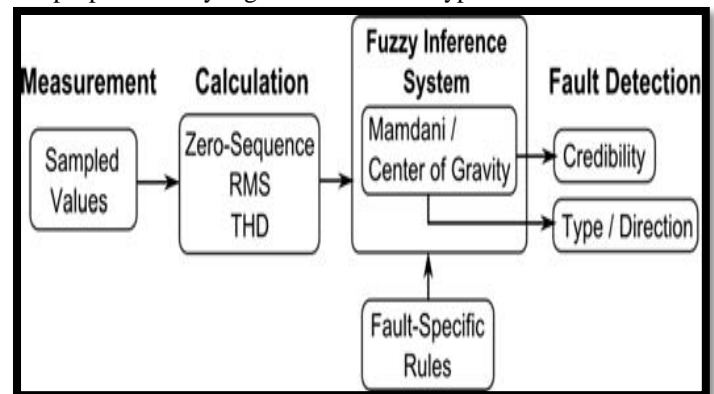 Measurement
Calculation
Fuzzy Inference
System
Fault Detection
Sampled
Values
Zero-Sequence
RMS
THD
Mamdani /
Center of Gravity
Credibility
Type / Direction
Fault-Specific
Rules